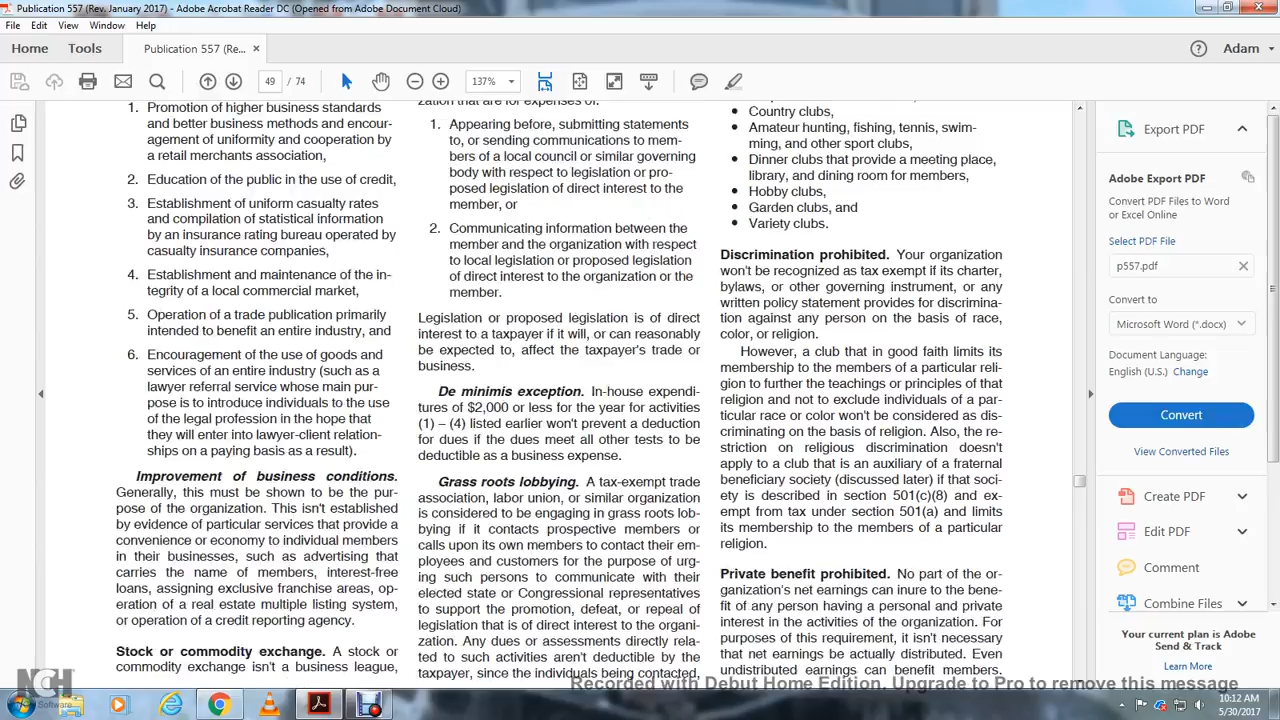 Publication 557 (Rev. January 2017) - Adobe Acrobat Reader DC (Opened from Adobe Document Cloud)
File Edit View Window Help
Home Tools Publication 557 (Re... × Adam
49 / 74 137%
1. Promotion of higher business standards
and better business methods and encour-
agement of uniformity and cooperation by
a retail merchants association,
2. Education of the public in the use of credit,
3. Establishment of uniform casualty rates
and compilation of statistical information
by an insurance rating bureau operated by
casualty insurance companies,
4. Establishment and maintenance of the in-
tegrity of a local commercial market,
5. Operation of a trade publication primarily
intended to benefit an entire industry, and
6. Encouragement of the use of goods and
services of an entire industry (such as a
lawyer referral service whose main pur-
pose is to introduce individuals to the use
of the legal profession in the hope that
they will enter into lawyer-client relation-
ships on a paying basis as a result).
Improvement of business conditions.
Generally, this must be shown to be the pur-
pose of the organization. This isn't established
by evidence of particular services that provide a
convenience or economy to individual members
in their businesses, such as advertising that
carries the name of members, interest-free
loans, assigning exclusive franchise areas, op-
eration of a real estate multiple listing system,
or operation of a credit reporting agency.
Stock or commodity exchange. A stock or
commodity exchange isn't a business league,
zation that are for expenses of:
1. Appearing before, submitting statements
to, or sending communications to mem-
bers of a local council or similar governing
body with respect to legislation or pro-
posed legislation of direct interest to the
member, or
2. Communicating information between the
member and the organization with respect
to local legislation or proposed legislation
of direct interest to the organization or the
member.
Legislation or proposed legislation is of direct
interest to a taxpayer if it will, or can reasonably
be expected to, affect the taxpayer's trade or
business.
De minimis exception. In-house expendi-
tures of $2,000 or less for the year for activities
(1) – (4) listed earlier won't prevent a deduction
for dues if the dues meet all other tests to be
deductible as a business expense.
Grass roots lobbying. A tax-exempt trade
association, labor union, or similar organization
is considered to be engaging in grass roots lob-
bying if it contacts prospective members or
calls upon its own members to contact their em-
ployees and customers for the purpose of urg-
ing such persons to communicate with their
elected state or Congressional representatives
to support the promotion, defeat, or repeal of
legislation that is of direct interest to the organi-
zation. Any dues or assessments directly rela-
ted to such activities aren't deductible by the
taxpayer, since the individuals being contacted,
• Country clubs,
• Amateur hunting, fishing, tennis, swim-
ming, and other sport clubs,
• Dinner clubs that provide a meeting place,
library, and dining room for members,
• Hobby clubs,
• Garden clubs, and
• Variety clubs.
Discrimination prohibited. Your organization
won't be recognized as tax exempt if its charter,
bylaws, or other governing instrument, or any
written policy statement provides for discrimina-
tion against any person on the basis of race,
color, or religion.
However, a club that in good faith limits its
membership to the members of a particular reli-
gion to further the teachings or principles of that
religion and not to exclude individuals of a par-
ticular race or color won't be considered as dis-
criminating on the basis of religion. Also, the re-
striction on religious discrimination doesn't
apply to a club that is an auxiliary of a fraternal
beneficiary society (discussed later) if that soci-
ety is described in section 501(c)(8) and ex-
empt from tax under section 501(a) and limits
its membership to the members of a particular
religion.
Private benefit prohibited. No part of the or-
ganization's net earnings can inure to the bene-
fit of any person having a personal and private
interest in the activities of the organization. For
purposes of this requirement, it isn't necessary
that net earnings be actually distributed. Even
undistributed earnings can benefit members.
Export PDF
Adobe Export PDF
Convert PDF Files to Word
or Excel Online
Select PDF File
p557.pdf
Convert to
Microsoft Word (*.docx)
Document Language:
English (U.S.) Change
Convert
View Converted Files
Create PDF
Edit PDF
Comment
Combine Files
Your current plan is Adobe
Send & Track
Learn More
Recorded with Debut Home Edition. Upgrade to Pro to remove this message
NCH Software
10:12 AM
5/30/2017